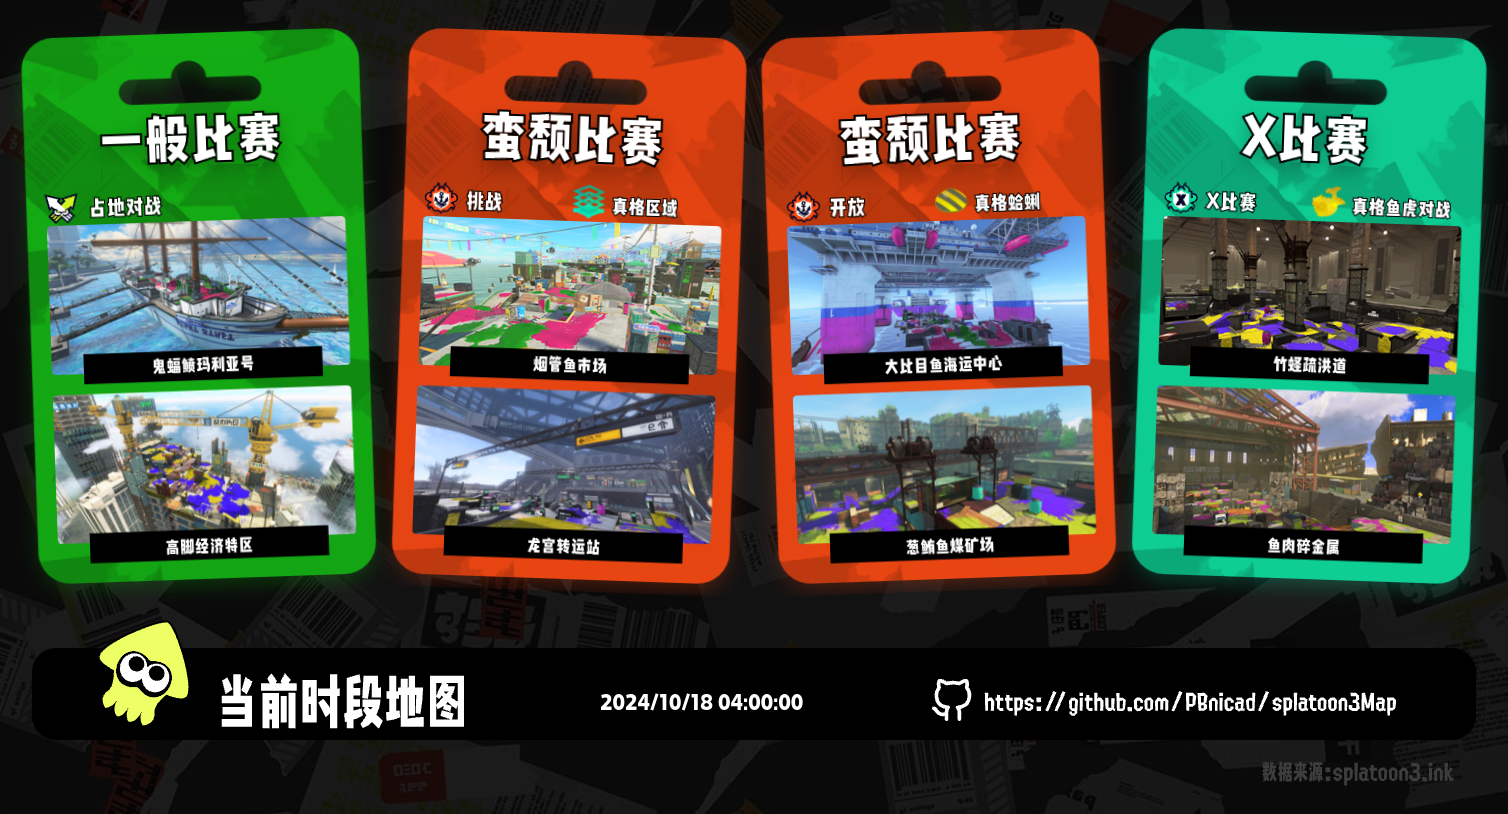 一般比赛
占地对战
鬼蝠鲼玛利亚号
高脚经济特区
蛮颓比赛
挑战
真格区域
烟管鱼市场
龙宫转运站
蛮颓比赛
开放
真格蛤蜊
大比目鱼海运中心
葱鲔鱼煤矿场
X比赛
X比赛
真格鱼虎对战
竹蛏疏洪道
鱼肉碎金属
当前时段地图
2024/10/18 04:00:00
https://github.com/PBnicad/splatoon3Map
数据来源:splatoon3.ink